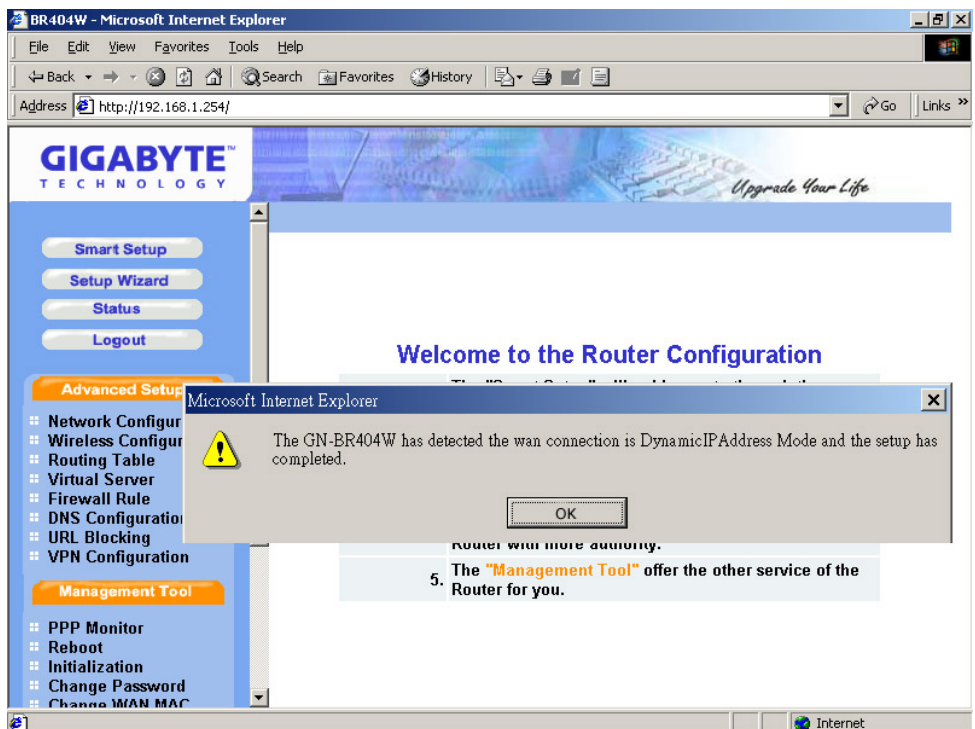 BR404W - Microsoft Internet Explorer
File Edit View Favorites Tools Help
Back Search Favorites History
Address http://192.168.1.254/ Go Links »
GIGABYTE™
TECHNOLOGY
Upgrade Your Life
Smart Setup
Setup Wizard
Status
Logout
Advanced Setup
Network Configur
Wireless Configur
Routing Table
Virtual Server
Firewall Rule
DNS Configuration
URL Blocking
VPN Configuration
Management Tool
PPP Monitor
Reboot
Initialization
Change Password
Change WAN MAC
Welcome to the Router Configuration
Microsoft Internet Explorer
The GN-BR404W has detected the wan connection is DynamicIPAddress Mode and the setup has
completed.
OK
Router with more authority.
5. The "Management Tool" offer the other service of the
Router for you.
Internet